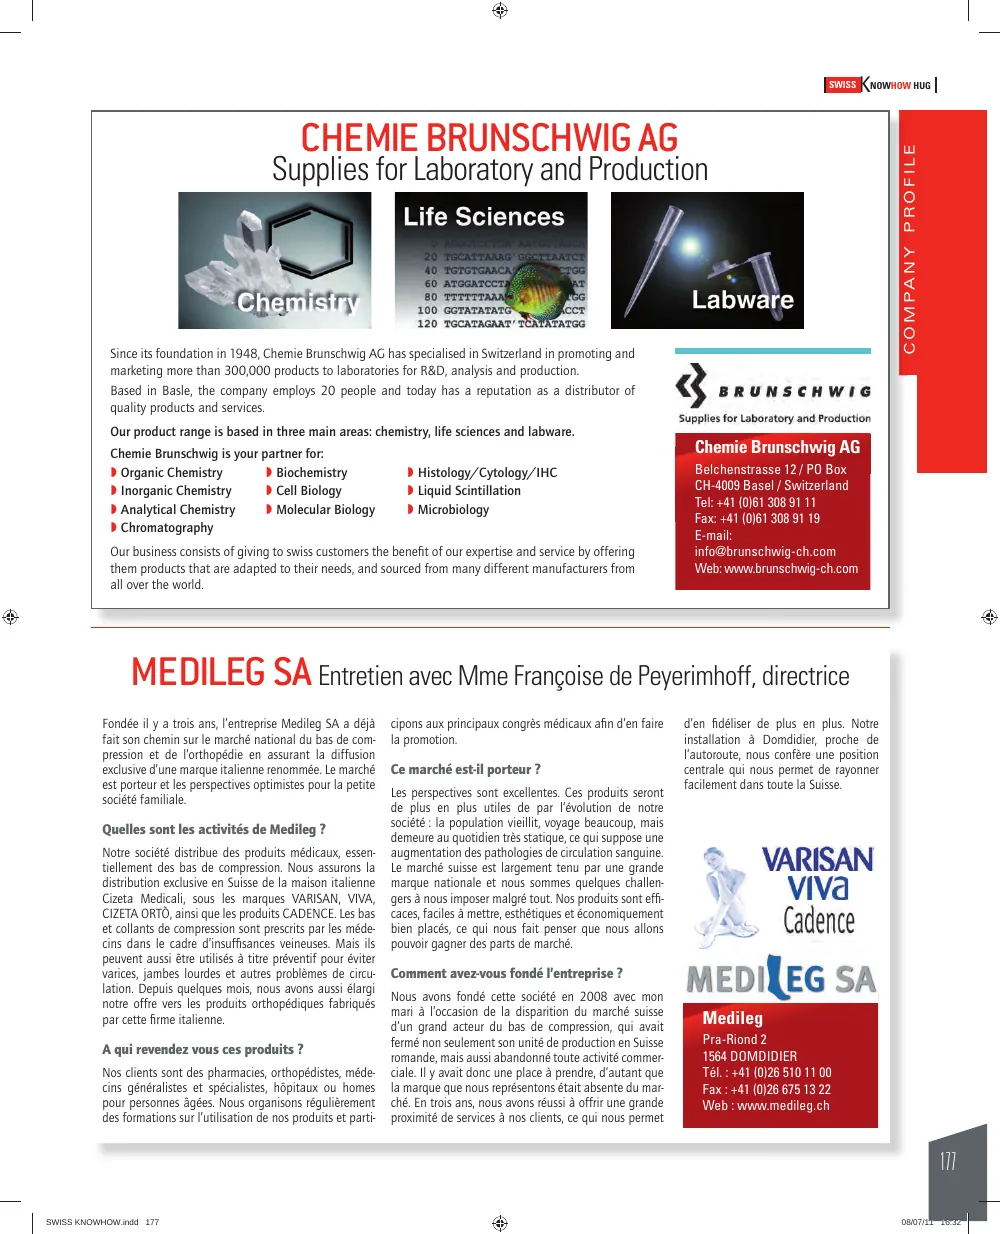 SWISS KNOWHOW HUG
COMPANY PROFILE
CHEMIE BRUNSCHWIG AG
Supplies for Laboratory and Production
Chemistry
Life Sciences
20 TGCATTAAAG'GGCTTAATCT
40 TGTGTGAACA
60 ATGGATCCTA
80 TTTTTTAAA
100 GGTATATATG
120 TGCATAGAAT'TCATATATGG
Labware
Since its foundation in 1948, Chemie Brunschwig AG has specialised in Switzerland in promoting and
marketing more than 300,000 products to laboratories for R&D, analysis and production.
Based in Basle, the company employs 20 people and today has a reputation as a distributor of
quality products and services.
Our product range is based in three main areas: chemistry, life sciences and labware.
Chemie Brunschwig is your partner for:
Organic Chemistry
Inorganic Chemistry
Analytical Chemistry
Chromatography
Biochemistry
Cell Biology
Molecular Biology
Histology/Cytology/IHC
Liquid Scintillation
Microbiology
Our business consists of giving to swiss customers the benefit of our expertise and service by offering
them products that are adapted to their needs, and sourced from many different manufacturers from
all over the world.
BRUNSCHWIG
Supplies for Laboratory and Production
Chemie Brunschwig AG
Belchenstrasse 12 / PO Box
CH-4009 Basel / Switzerland
Tel: +41 (0)61 308 91 11
Fax: +41 (0)61 308 91 19
E-mail:
info@brunschwig-ch.com
Web: www.brunschwig-ch.com
MEDILEG SA Entretien avec Mme Françoise de Peyerimhoff, directrice
Fondée il y a trois ans, l'entreprise Medileg SA a déjà
fait son chemin sur le marché national du bas de com-
pression et de l'orthopédie en assurant la diffusion
exclusive d'une marque italienne renommée. Le marché
est porteur et les perspectives optimistes pour la petite
société familiale.
Quelles sont les activités de Medileg ?
Notre société distribue des produits médicaux, essen-
tiellement des bas de compression. Nous assurons la
distribution exclusive en Suisse de la maison italienne
Cizeta Medicali, sous les marques VARISAN, VIVA,
CIZETA ORTÒ, ainsi que les produits CADENCE. Les bas
et collants de compression sont prescrits par les méde-
cins dans le cadre d'insuffisances veineuses. Mais ils
peuvent aussi être utilisés à titre préventif pour éviter
varices, jambes lourdes et autres problèmes de circu-
lation. Depuis quelques mois, nous avons aussi élargi
notre offre vers les produits orthopédiques fabriqués
par cette firme italienne.
A qui revendez vous ces produits ?
Nos clients sont des pharmacies, orthopédistes, méde-
cins généralistes et spécialistes, hôpitaux ou homes
pour personnes âgées. Nous organisons régulièrement
des formations sur l'utilisation de nos produits et parti-
cipons aux principaux congrès médicaux afin d'en faire
la promotion.
Ce marché est-il porteur ?
Les perspectives sont excellentes. Ces produits seront
de plus en plus utiles de par l'évolution de notre
société : la population vieillit, voyage beaucoup, mais
demeure au quotidien très statique, ce qui suppose une
augmentation des pathologies de circulation sanguine.
Le marché suisse est largement tenu par une grande
marque nationale et nous sommes quelques challen-
gers à nous imposer malgré tout. Nos produits sont effi-
caces, faciles à mettre, esthétiques et économiquement
bien placés, ce qui nous fait penser que nous allons
pouvoir gagner des parts de marché.
Comment avez-vous fondé l'entreprise ?
Nous avons fondé cette société en 2008 avec mon
mari à l'occasion de la disparition du marché suisse
d'un grand acteur du bas de compression, qui avait
fermé non seulement son unité de production en Suisse
romande, mais aussi abandonné toute activité commer-
ciale. Il y avait donc une place à prendre, d'autant que
la marque que nous représentons était absente du mar-
ché. En trois ans, nous avons réussi à offrir une grande
proximité de services à nos clients, ce qui nous permet
d'en fidéliser de plus en plus. Notre
installation à Domdidier, proche de
l'autoroute, nous confère une position
centrale qui nous permet de rayonner
facilement dans toute la Suisse.
VARISAN
viva
Cadence
MEDILEG SA
Medileg
Pra-Riond 2
1564 DOMDIDIER
Tél. : +41 (0)26 510 11 00
Fax : +41 (0)26 675 13 22
Web : www.medileg.ch
177
SWISS KNOWHOW.indd 177
08/07/11 16:32